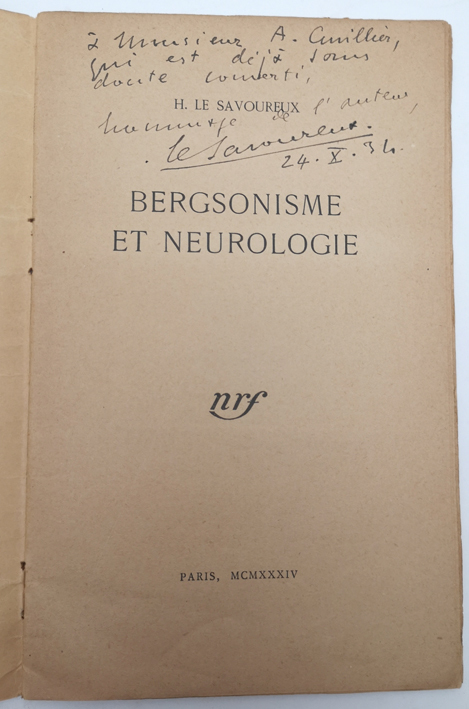 à Monsieur A. Cuvillier,
qui est déjà sans
doute converti,
H. LE SAVOUREUX
hommage de l'auteur,
Le Savoureux.
24. X. 34.
BERGSONISME
ET NEUROLOGIE
nrf
PARIS, MCMXXXIV